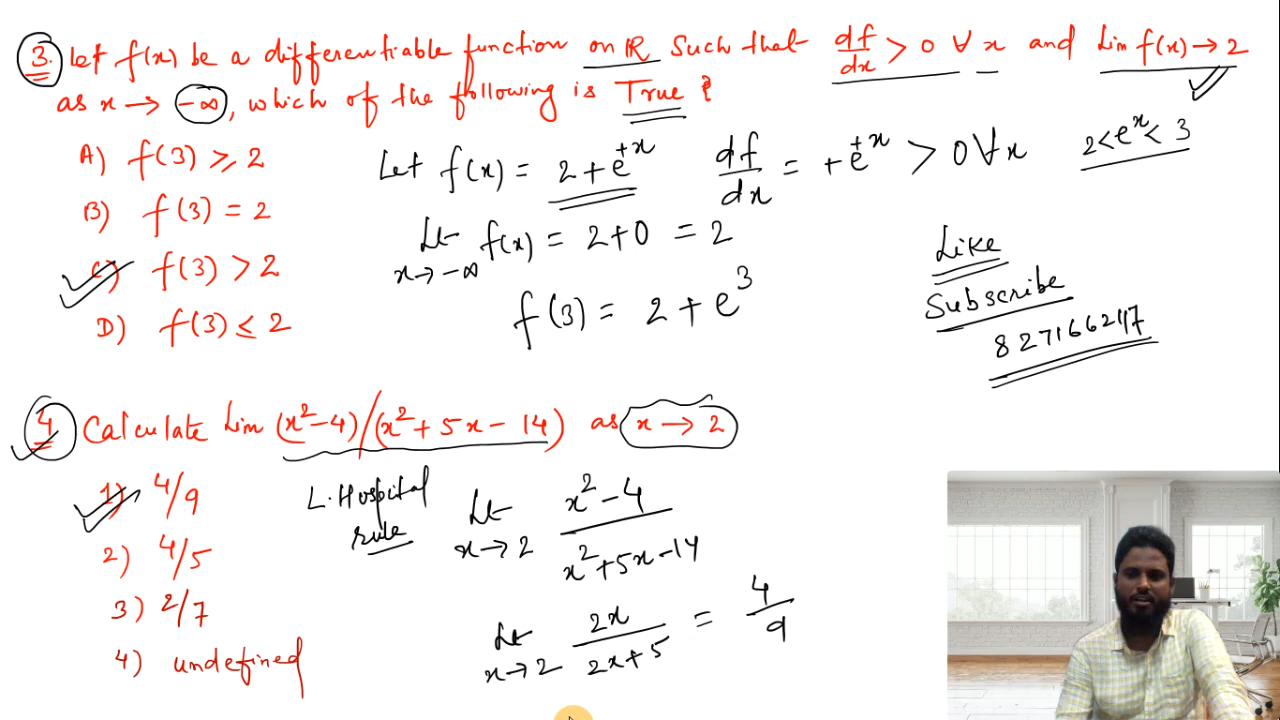 3. Let f(x) be a differentiable function on ℝ Such that df/dx > 0 ∀ x and Lim f(x) → 2
as x → -∞, which of the following is True ?
A) f(3) ≥ 2
B) f(3) = 2
C) f(3) > 2
D) f(3) ≤ 2
Let f(x) = 2 + e^{+x}
df/dx = + e^{+x} > 0 ∀ x
2 < e^x < 3
Lt x → -∞ f(x) = 2+0 = 2
f(3) = 2 + e^3
Like
Subscribe
4. Calculate Lim (x²-4)/(x²+5x-14) as x → 2
1) 4/9
2) 4/5
3) 2/7
4) undefined
L.Hospital
rule
Lt x → 2 (x²-4)/(x²+5x-14)
Lt x → 2 2x/(2x+5) = 4/9